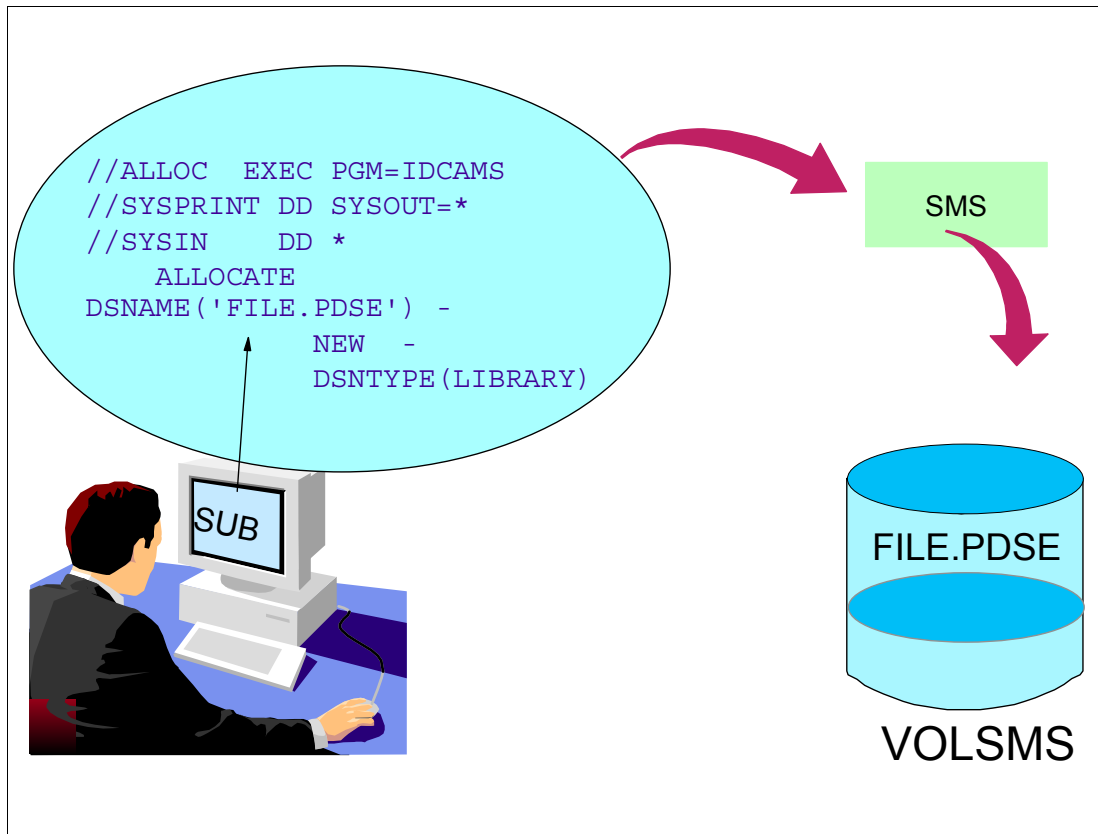 //ALLOC  EXEC PGM=IDCAMS
//SYSPRINT DD SYSOUT=*
//SYSIN    DD *
    ALLOCATE
DSNAME('FILE.PDSE') -
              NEW  -
              DSNTYPE(LIBRARY)
SMS
SUB
FILE.PDSE
VOLSMS